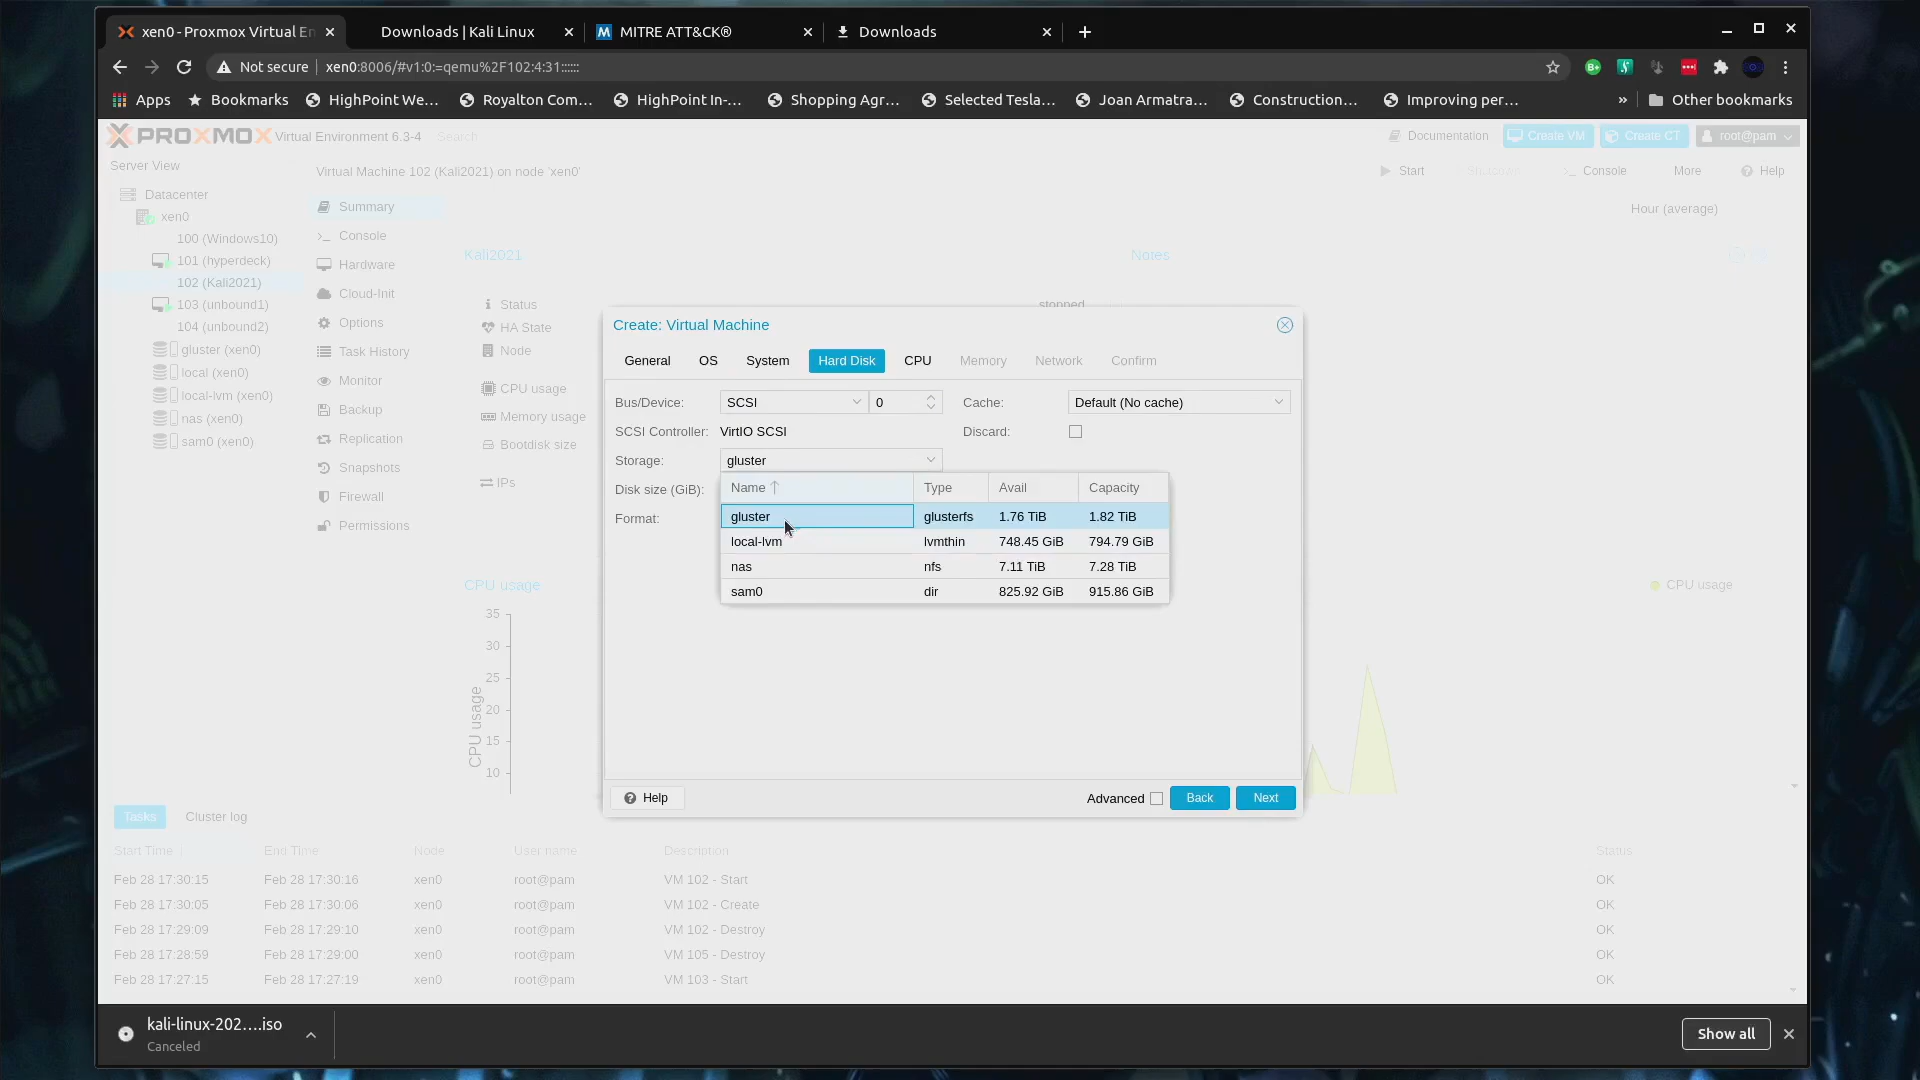 xen0 - Proxmox Virtual En
Downloads | Kali Linux
MITRE ATT&CK®
Downloads
Not secure
xen0:8006/#v1:0:=qemu%2F102:4:31::::::
Apps
Bookmarks
HighPoint We...
Royalton Com...
HighPoint In-...
Shopping Agr...
Selected Tesla...
Joan Armatra...
Construction...
Improving per...
»
Other bookmarks
PROXMOX
Virtual Environment 6.3-4
Search
Documentation
Create VM
Create CT
root@pam
Server View
Virtual Machine 102 (Kali2021) on node 'xen0'
Start
Shutdown
Console
More
Help
Datacenter
xen0
100 (Windows10)
101 (hyperdeck)
102 (Kali2021)
103 (unbound1)
104 (unbound2)
gluster (xen0)
local (xen0)
local-lvm (xen0)
nas (xen0)
sam0 (xen0)
Summary
Console
Hardware
Cloud-Init
Options
Task History
Monitor
Backup
Replication
Snapshots
Firewall
Permissions
Hour (average)
Kali2021
Notes
Status
stopped
HA State
Node
CPU usage
Memory usage
Bootdisk size
IPs
CPU usage
CPU usage
35
30
25
20
15
10
CPU usage
Create: Virtual Machine
General
OS
System
Hard Disk
CPU
Memory
Network
Confirm
Bus/Device:
SCSI
0
Cache:
Default (No cache)
SCSI Controller:
VirtIO SCSI
Discard:
Storage:
gluster
Disk size (GiB):
Format:
Name Type Avail Capacity
gluster glusterfs 1.76 TiB 1.82 TiB
local-lvm lvmthin 748.45 GiB 794.79 GiB
nas nfs 7.11 TiB 7.28 TiB
sam0 dir 825.92 GiB 915.86 GiB
Help
Advanced
Back
Next
Tasks
Cluster log
Start Time End Time Node User name Description Status
Feb 28 17:30:15 Feb 28 17:30:16 xen0 root@pam VM 102 - Start OK
Feb 28 17:30:05 Feb 28 17:30:06 xen0 root@pam VM 102 - Create OK
Feb 28 17:29:09 Feb 28 17:29:10 xen0 root@pam VM 102 - Destroy OK
Feb 28 17:28:59 Feb 28 17:29:00 xen0 root@pam VM 105 - Destroy OK
Feb 28 17:27:15 Feb 28 17:27:19 xen0 root@pam VM 103 - Start OK
kali-linux-202....iso
Canceled
Show all